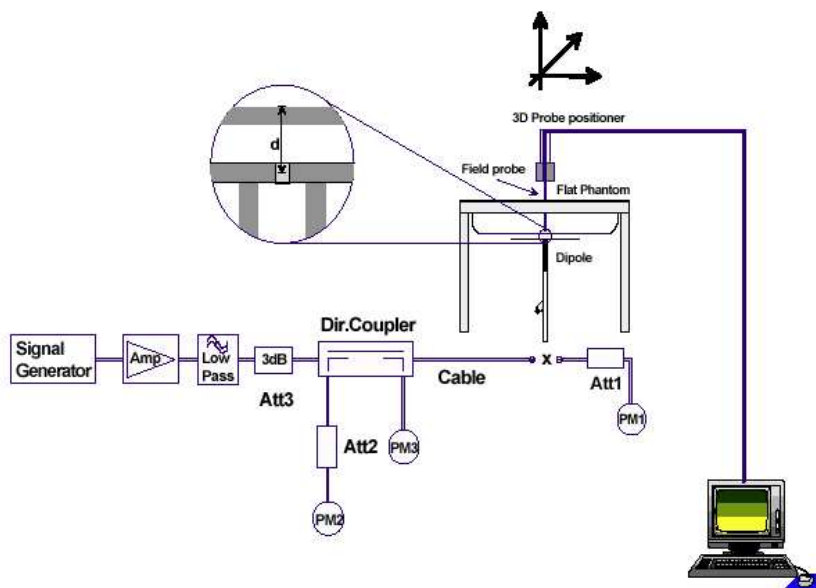 3D Probe positioner
d
Field probe
Flat Phantom
Dipole
Dir.Coupler
Signal
Generator
Amp
Low
Pass
3dB
Cable
x
Att3
Att1
PM1
Att2
PM3
PM2